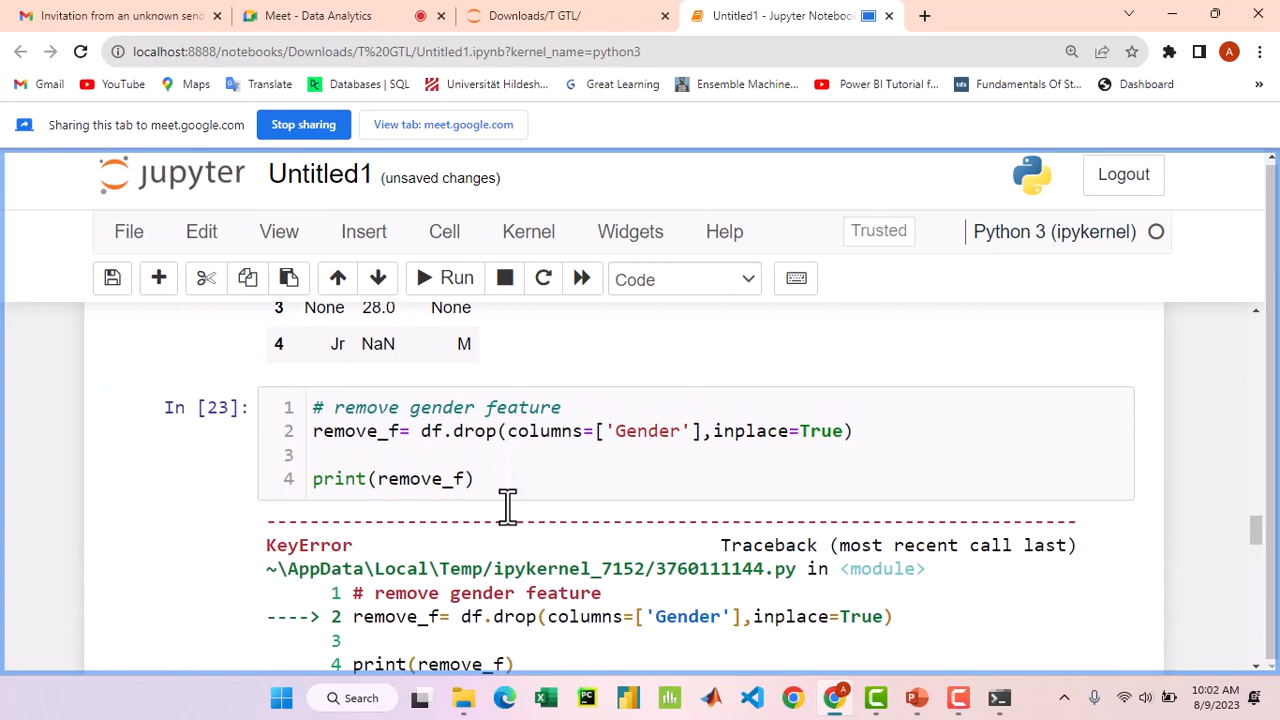 Invitation from an unknown send
Meet - Data Analytics
Downloads/T GTL/
Untitled1 - Jupyter Noteboo
localhost:8888/notebooks/Downloads/T%20GTL/Untitled1.ipynb?kernel_name=python3
A
Gmail YouTube Maps Translate Databases | SQL Universität Hildesh... Great Learning Ensemble Machine... Power BI Tutorial f... Fundamentals Of St... Dashboard »
Sharing this tab to meet.google.com Stop sharing View tab: meet.google.com
jupyter Untitled1 (unsaved changes) Logout
File Edit View Insert Cell Kernel Widgets Help Trusted Python 3 (ipykernel)
Run Code
3 None 28.0 None
4 Jr NaN M
In [23]:
1 # remove gender feature
2 remove_f= df.drop(columns=['Gender'],inplace=True)
3
4 print(remove_f)
---------------------------------------------------------------------------
KeyError Traceback (most recent call last)
~\AppData\Local\Temp/ipykernel_7152/3760111144.py in <module>
1 # remove gender feature
----> 2 remove_f= df.drop(columns=['Gender'],inplace=True)
3
4 print(remove_f)
Search
10:02 AM
8/9/2023